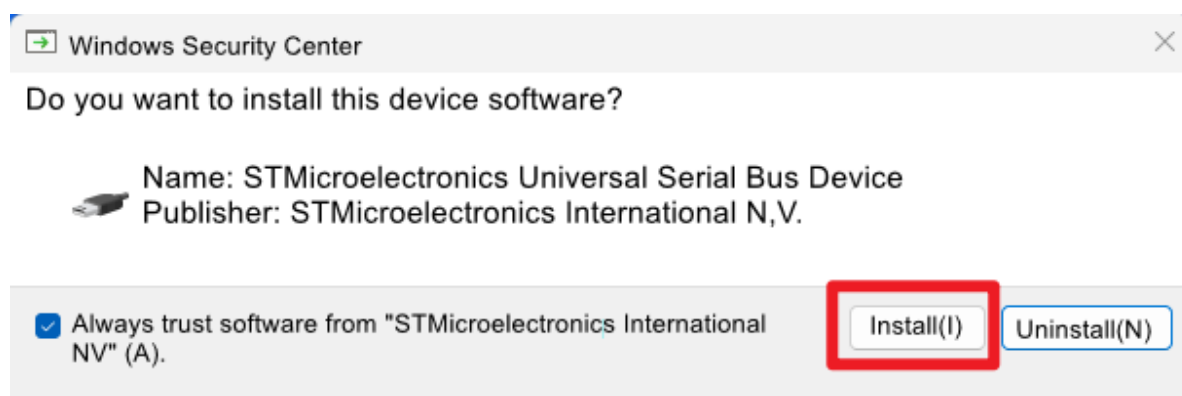 Windows Security Center
Do you want to install this device software?
Name: STMicroelectronics Universal Serial Bus Device
Publisher: STMicroelectronics International N,V.
Always trust software from "STMicroelectronics International
NV" (A).
Install(I)
Uninstall(N)